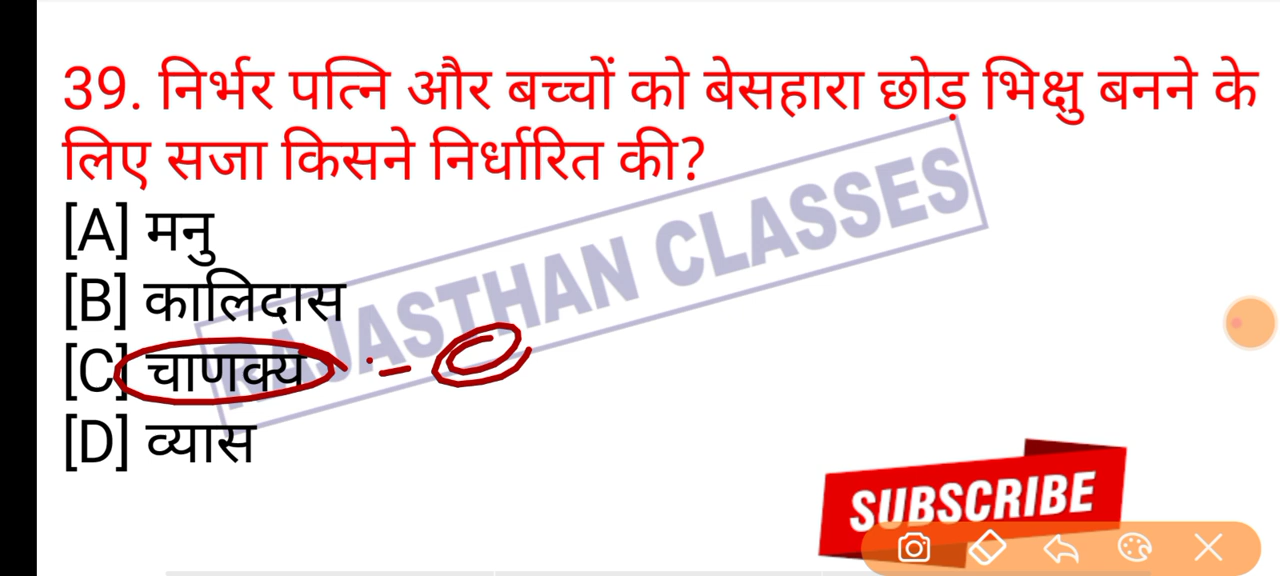 39. निर्भर पत्नि और बच्चों को बेसहारा छोड़ भिक्षु बनने के
लिए सजा किसने निर्धारित की?
[A] मनु
[B] कालिदास
[C] चाणक्य
[D] व्यास
RAJASTHAN CLASSES
SUBSCRIBE